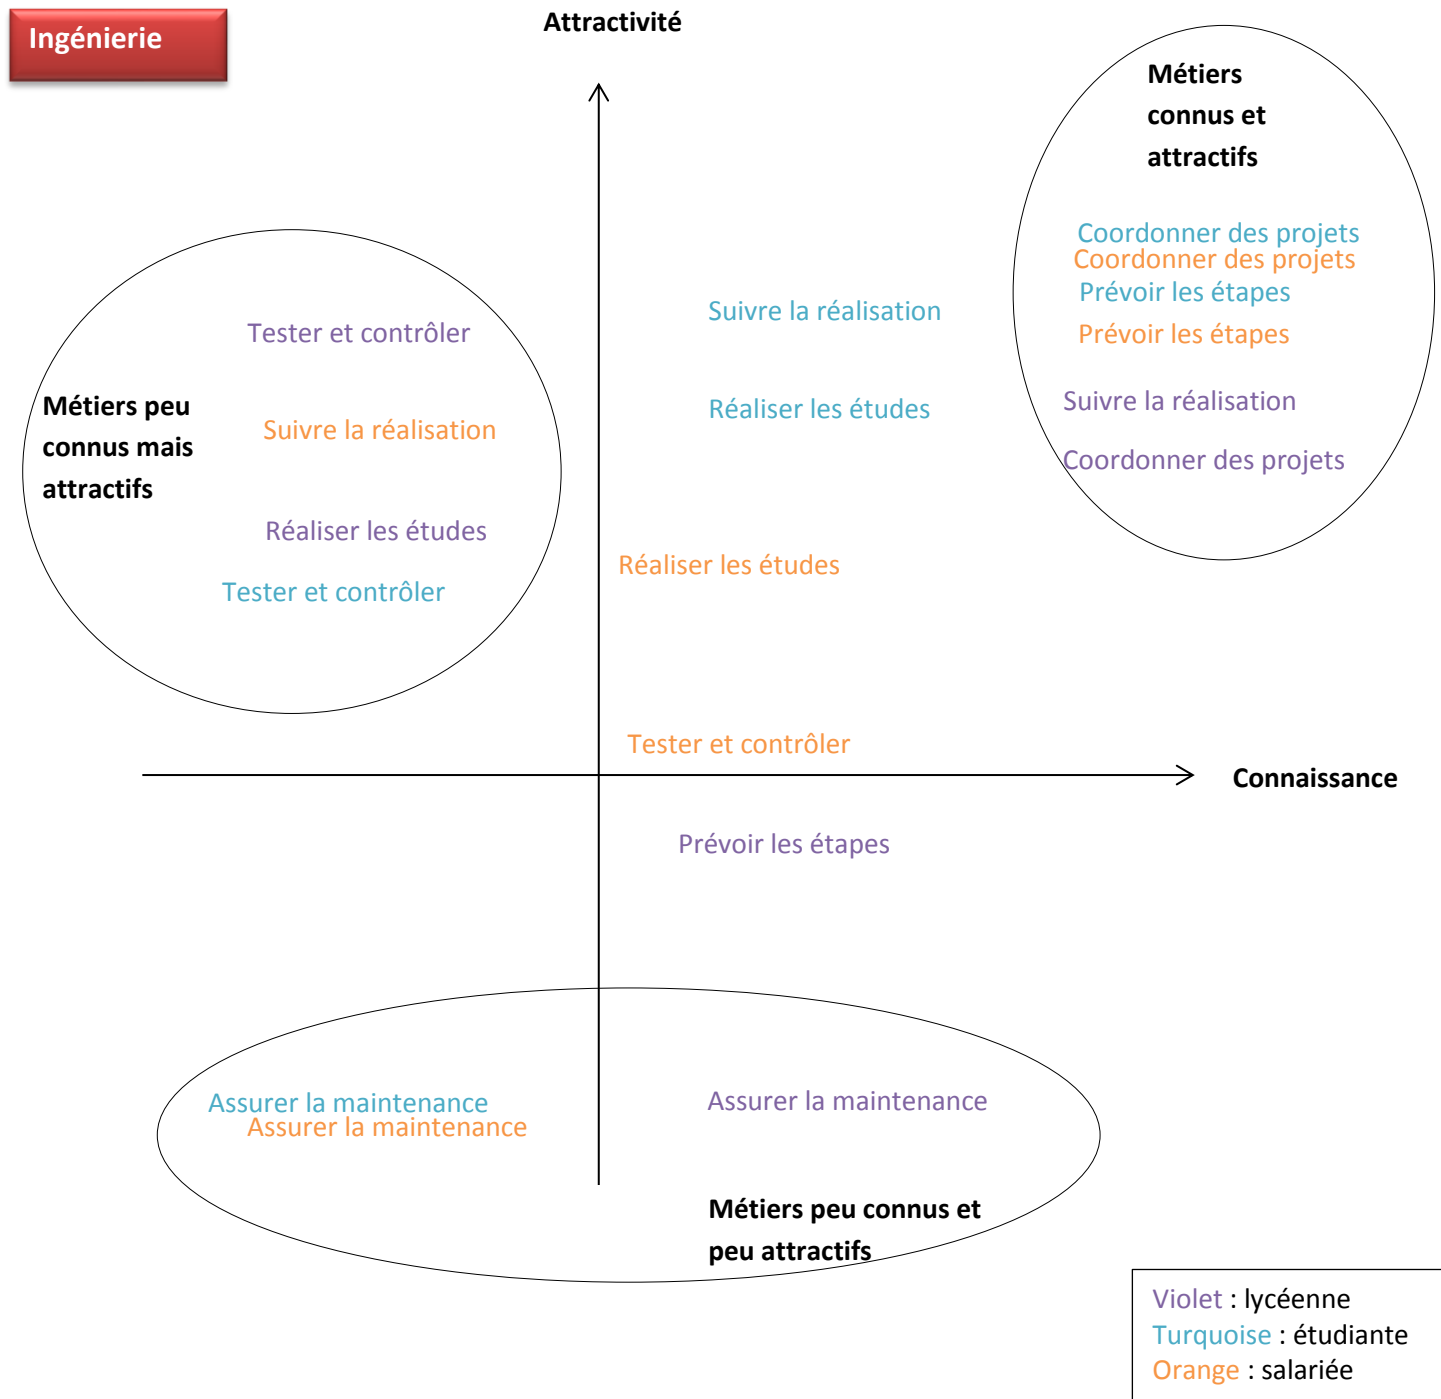 Ingénierie
Attractivité
Métiers
connus et
attractifs
Coordonner des projets
Coordonner des projets
Prévoir les étapes
Prévoir les étapes
Suivre la réalisation
Coordonner des projets
Suivre la réalisation
Réaliser les études
Réaliser les études
Tester et contrôler
Tester et contrôler
Métiers peu
connus mais
attractifs
Suivre la réalisation
Réaliser les études
Tester et contrôler
Connaissance
Prévoir les étapes
Assurer la maintenance
Assurer la maintenance
Assurer la maintenance
Métiers peu connus et
peu attractifs
Violet : lycéenne
Turquoise : étudiante
Orange : salariée